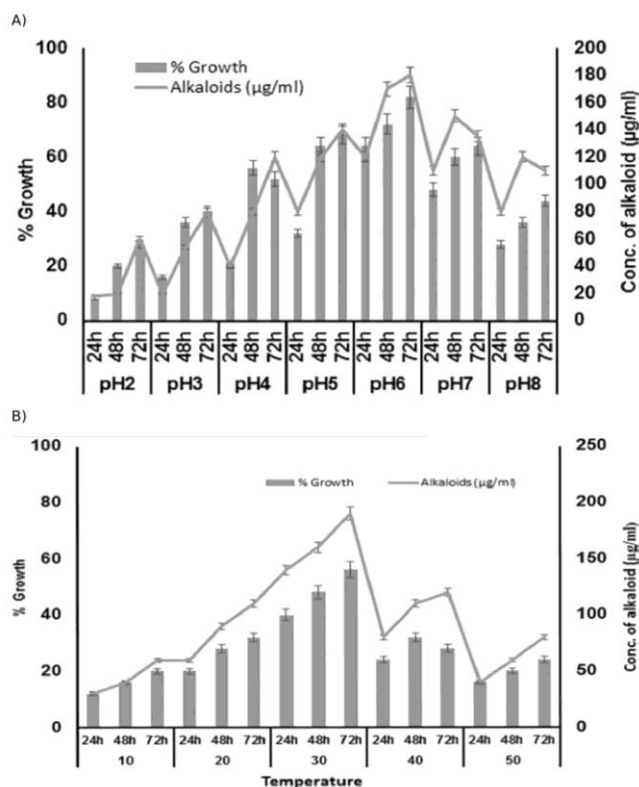 A)
% Growth
Alkaloids (µg/ml)
% Growth
Conc. of alkaloid (µg/ml)
100
80
60
40
20
0
200
180
160
140
120
100
80
60
40
20
0
24h 48h 72h 24h 48h 72h 24h 48h 72h 24h 48h 72h 24h 48h 72h 24h 48h 72h 24h 48h 72h
pH2 pH3 pH4 pH5 pH6 pH7 pH8
B)
% Growth
Alkaloids (µg/ml)
% Growth
Conc. of alkaloid (µg/ml)
100
80
60
40
20
0
250
200
150
100
50
0
24h 48h 72h 24h 48h 72h 24h 48h 72h 24h 48h 72h 24h 48h 72h
10 20 30 40 50
Temperature